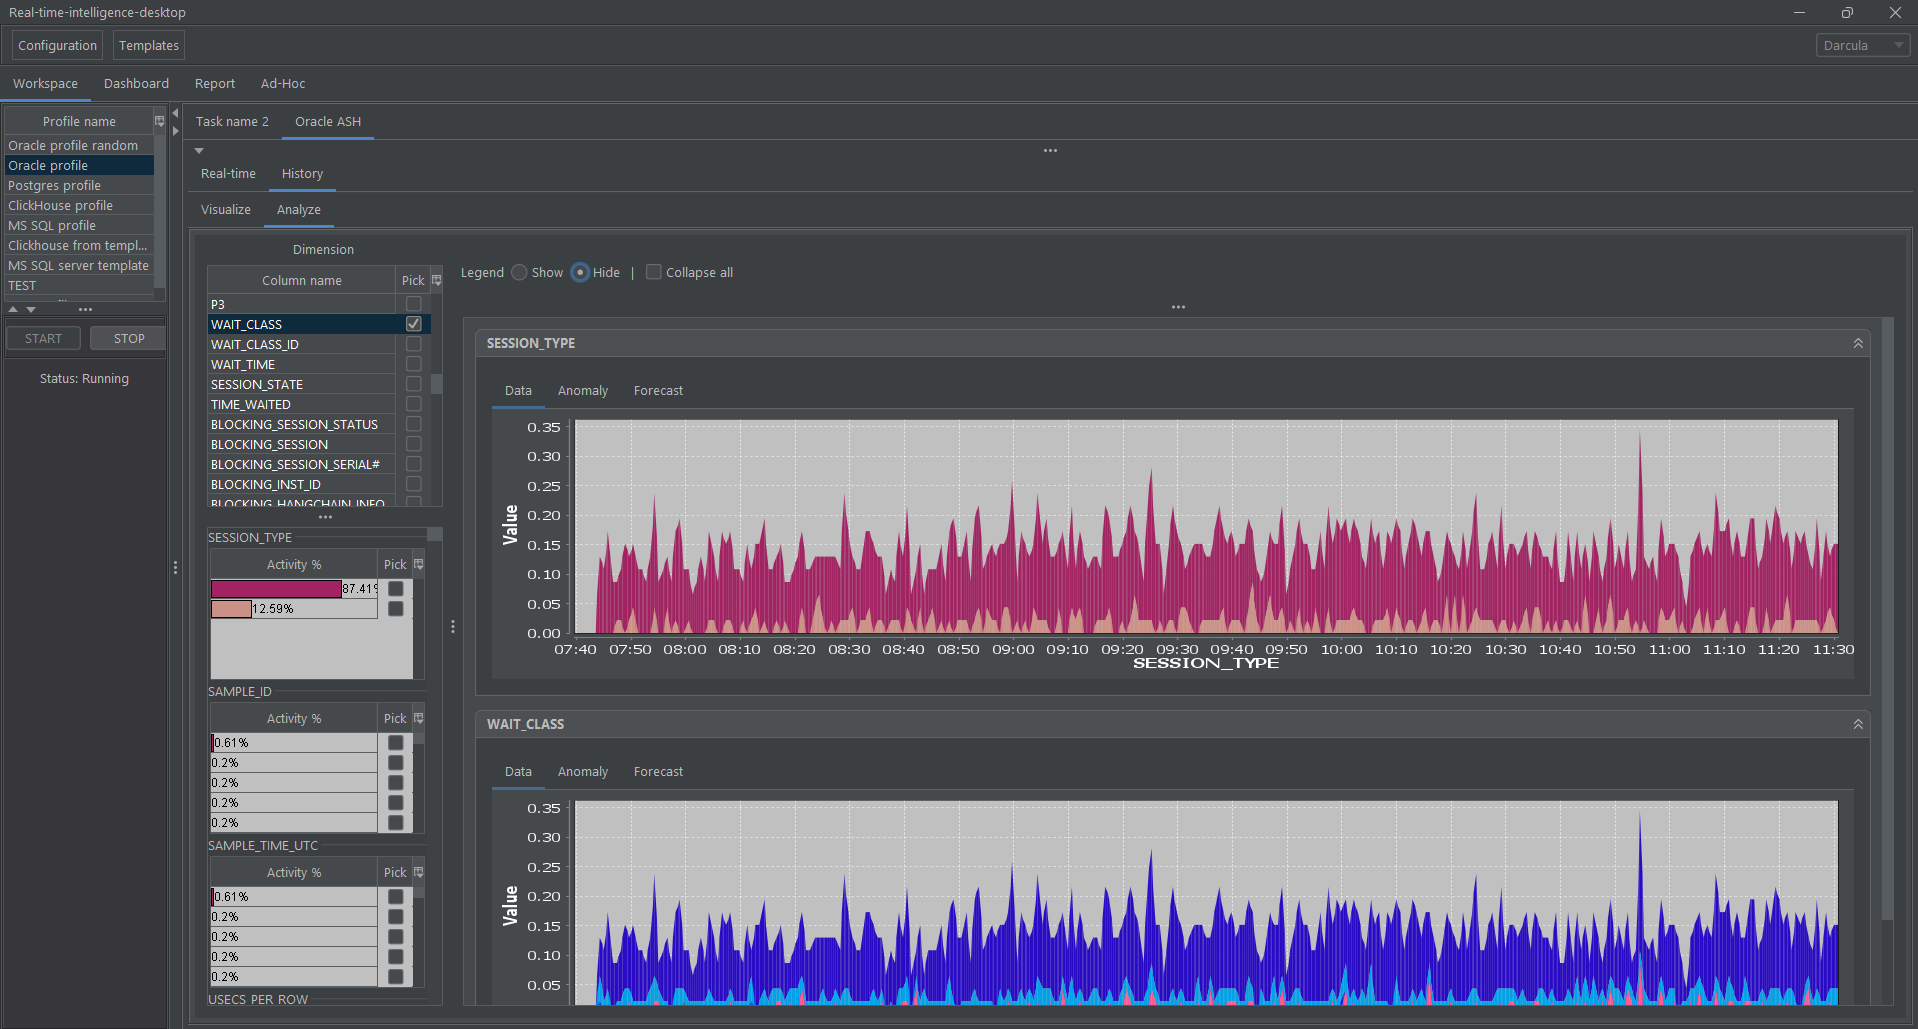 Real-time-intelligence-desktop
Configuration Templates Darcula
Workspace Dashboard Report Ad-Hoc
Profile name
Oracle profile random
Oracle profile
Postgres profile
ClickHouse profile
MS SQL profile
Clickhouse from templ...
MS SQL server template
TEST
START STOP
Status: Running
Task name 2 Oracle ASH
Real-time History
Visualize Analyze
Dimension
Column name Pick
P3
WAIT_CLASS
WAIT_CLASS_ID
WAIT_TIME
SESSION_STATE
TIME_WAITED
BLOCKING_SESSION_STATUS
BLOCKING_SESSION
BLOCKING_SESSION_SERIAL#
BLOCKING_INST_ID
BLOCKING_HANGCHAIN_INFO
SESSION_TYPE
Activity % Pick
87.41%
12.59%
SAMPLE_ID
Activity % Pick
0.61%
0.2%
0.2%
0.2%
0.2%
SAMPLE_TIME_UTC
Activity % Pick
0.61%
0.2%
0.2%
0.2%
0.2%
USECS_PER_ROW
Legend Show Hide | Collapse all
SESSION_TYPE
Data Anomaly Forecast
0.35
0.30
0.25
0.20
0.15
0.10
0.05
0.00
Value
07:40 07:50 08:00 08:10 08:20 08:30 08:40 08:50 09:00 09:10 09:20 09:30 09:40 09:50 10:00 10:10 10:20 10:30 10:40 10:50 11:00 11:10 11:20 11:30
SESSION_TYPE
WAIT_CLASS
Data Anomaly Forecast
0.35
0.30
0.25
0.20
0.15
0.10
0.05
Value